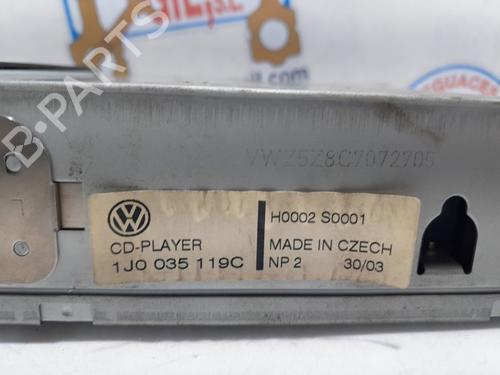 VWZ5Z8C7072705
CD-PLAYER
1J0 035 119C
H0002 S0001
MADE IN CZECH
NP 2 30/03
B-Parts